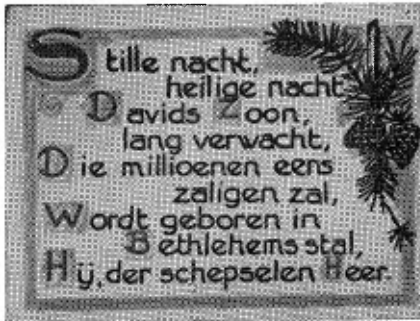 Stille nacht,
heilige nacht
Davids Zoon,
lang verwacht,
Die millioenen eens
zaligen zal,
Wordt geboren in
Bethlehems stal,
Hij, der schepselen Heer.